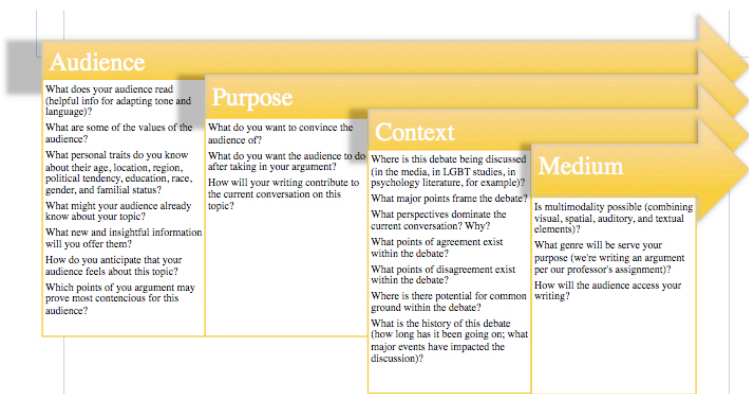 Audience
What does your audience read
(helpful info for adapting tone and
language)?
What are some of the values of the
audience?
What personal traits do you know
about their age, location, region,
political tendency, education, race,
gender, and familial status?
What might your audience already
know about your topic?
What new and insightful information
will you offer them?
How do you anticipate that your
audience feels about this topic?
Which points of you argument may
prove most contencious for this
audience?
Purpose
What do you want to convince the
audience of?
What do you want the audience to do
after taking in your argument?
How will your writing contribute to
the current conversation on this
topic?
Context
Where is this debate being discussed
(in the media, in LGBT studies, in
psychology literature, for example)?
What major points frame the debate?
What perspectives dominate the
current conversation? Why?
What points of agreement exist
within the debate?
What points of disagreement exist
within the debate?
Where is there potential for common
ground within the debate?
What is the history of this debate
(how long has it been going on; what
major events have impacted the
discussion)?
Medium
Is multimodality possible (combining
visual, spatial, auditory, and textual
elements)?
What genre will be serve your
purpose (we're writing an argument
per our professor's assignment)?
How will the audience access your
writing?